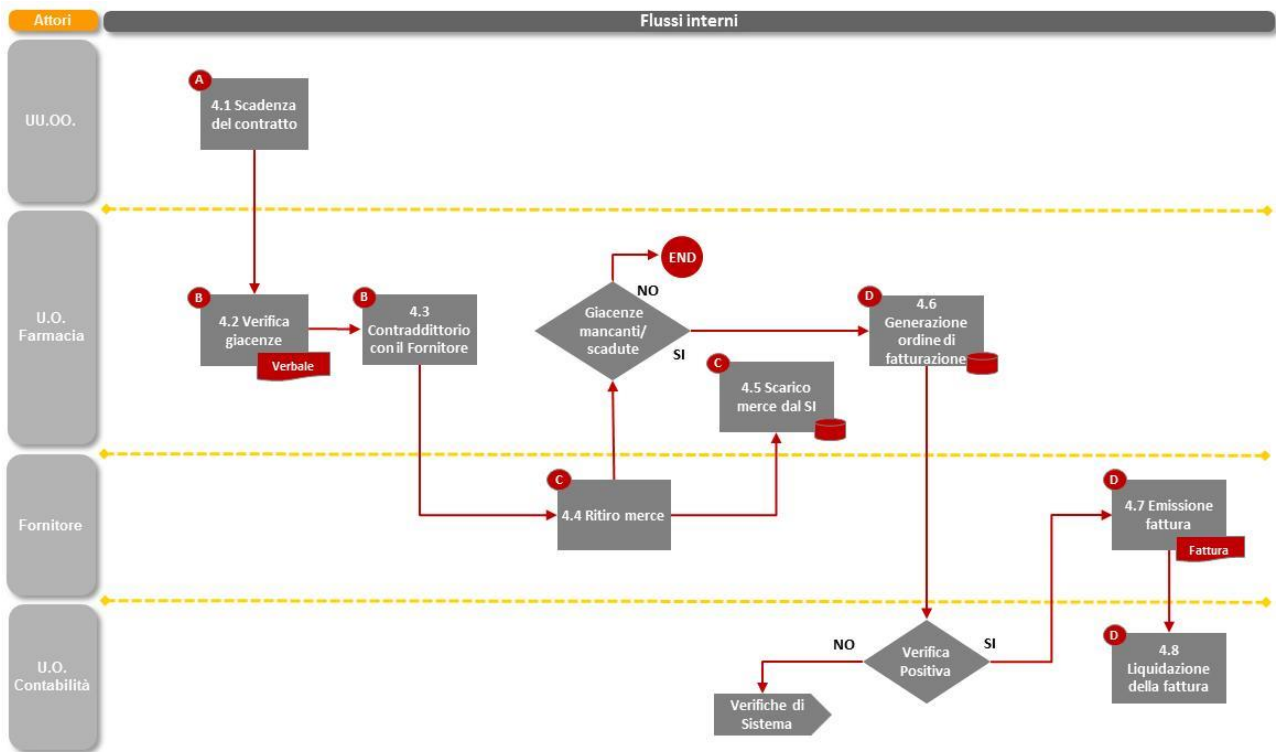 Attori
Flussi interni
UU.OO.
A
4.1 Scadenza
del contratto
U.O.
Farmacia
B
4.2 Verifica
giacenze
Verbale
B
4.3
Contraddittorio
con il Fornitore
END
NO
Giacenze
mancanti/
scadute
SI
D
4.6
Generazione
ordine di
fatturazione
C
4.5 Scarico
merce dal SI
Fornitore
C
4.4 Ritiro merce
D
4.7 Emissione
fattura
Fattura
U.O.
Contabilità
NO
Verifica
Positiva
SI
Verifiche di
Sistema
D
4.8
Liquidazione
della fattura